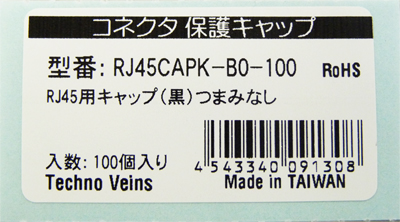 コネクタ 保護キャップ
型番: RJ45CAPK-B0-100 RoHS
RJ45用キャップ(黒)つまみなし
入数: 100個入り
Techno Veins
4 543340 091308
Made in TAIWAN